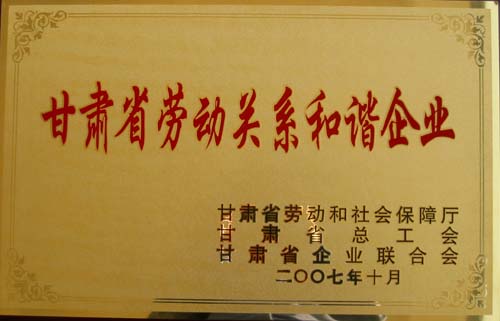 甘肃省劳动关系和谐企业
甘肃省劳动和社会保障厅
甘肃省总工会
甘肃省企业联合会
二〇〇七年十月